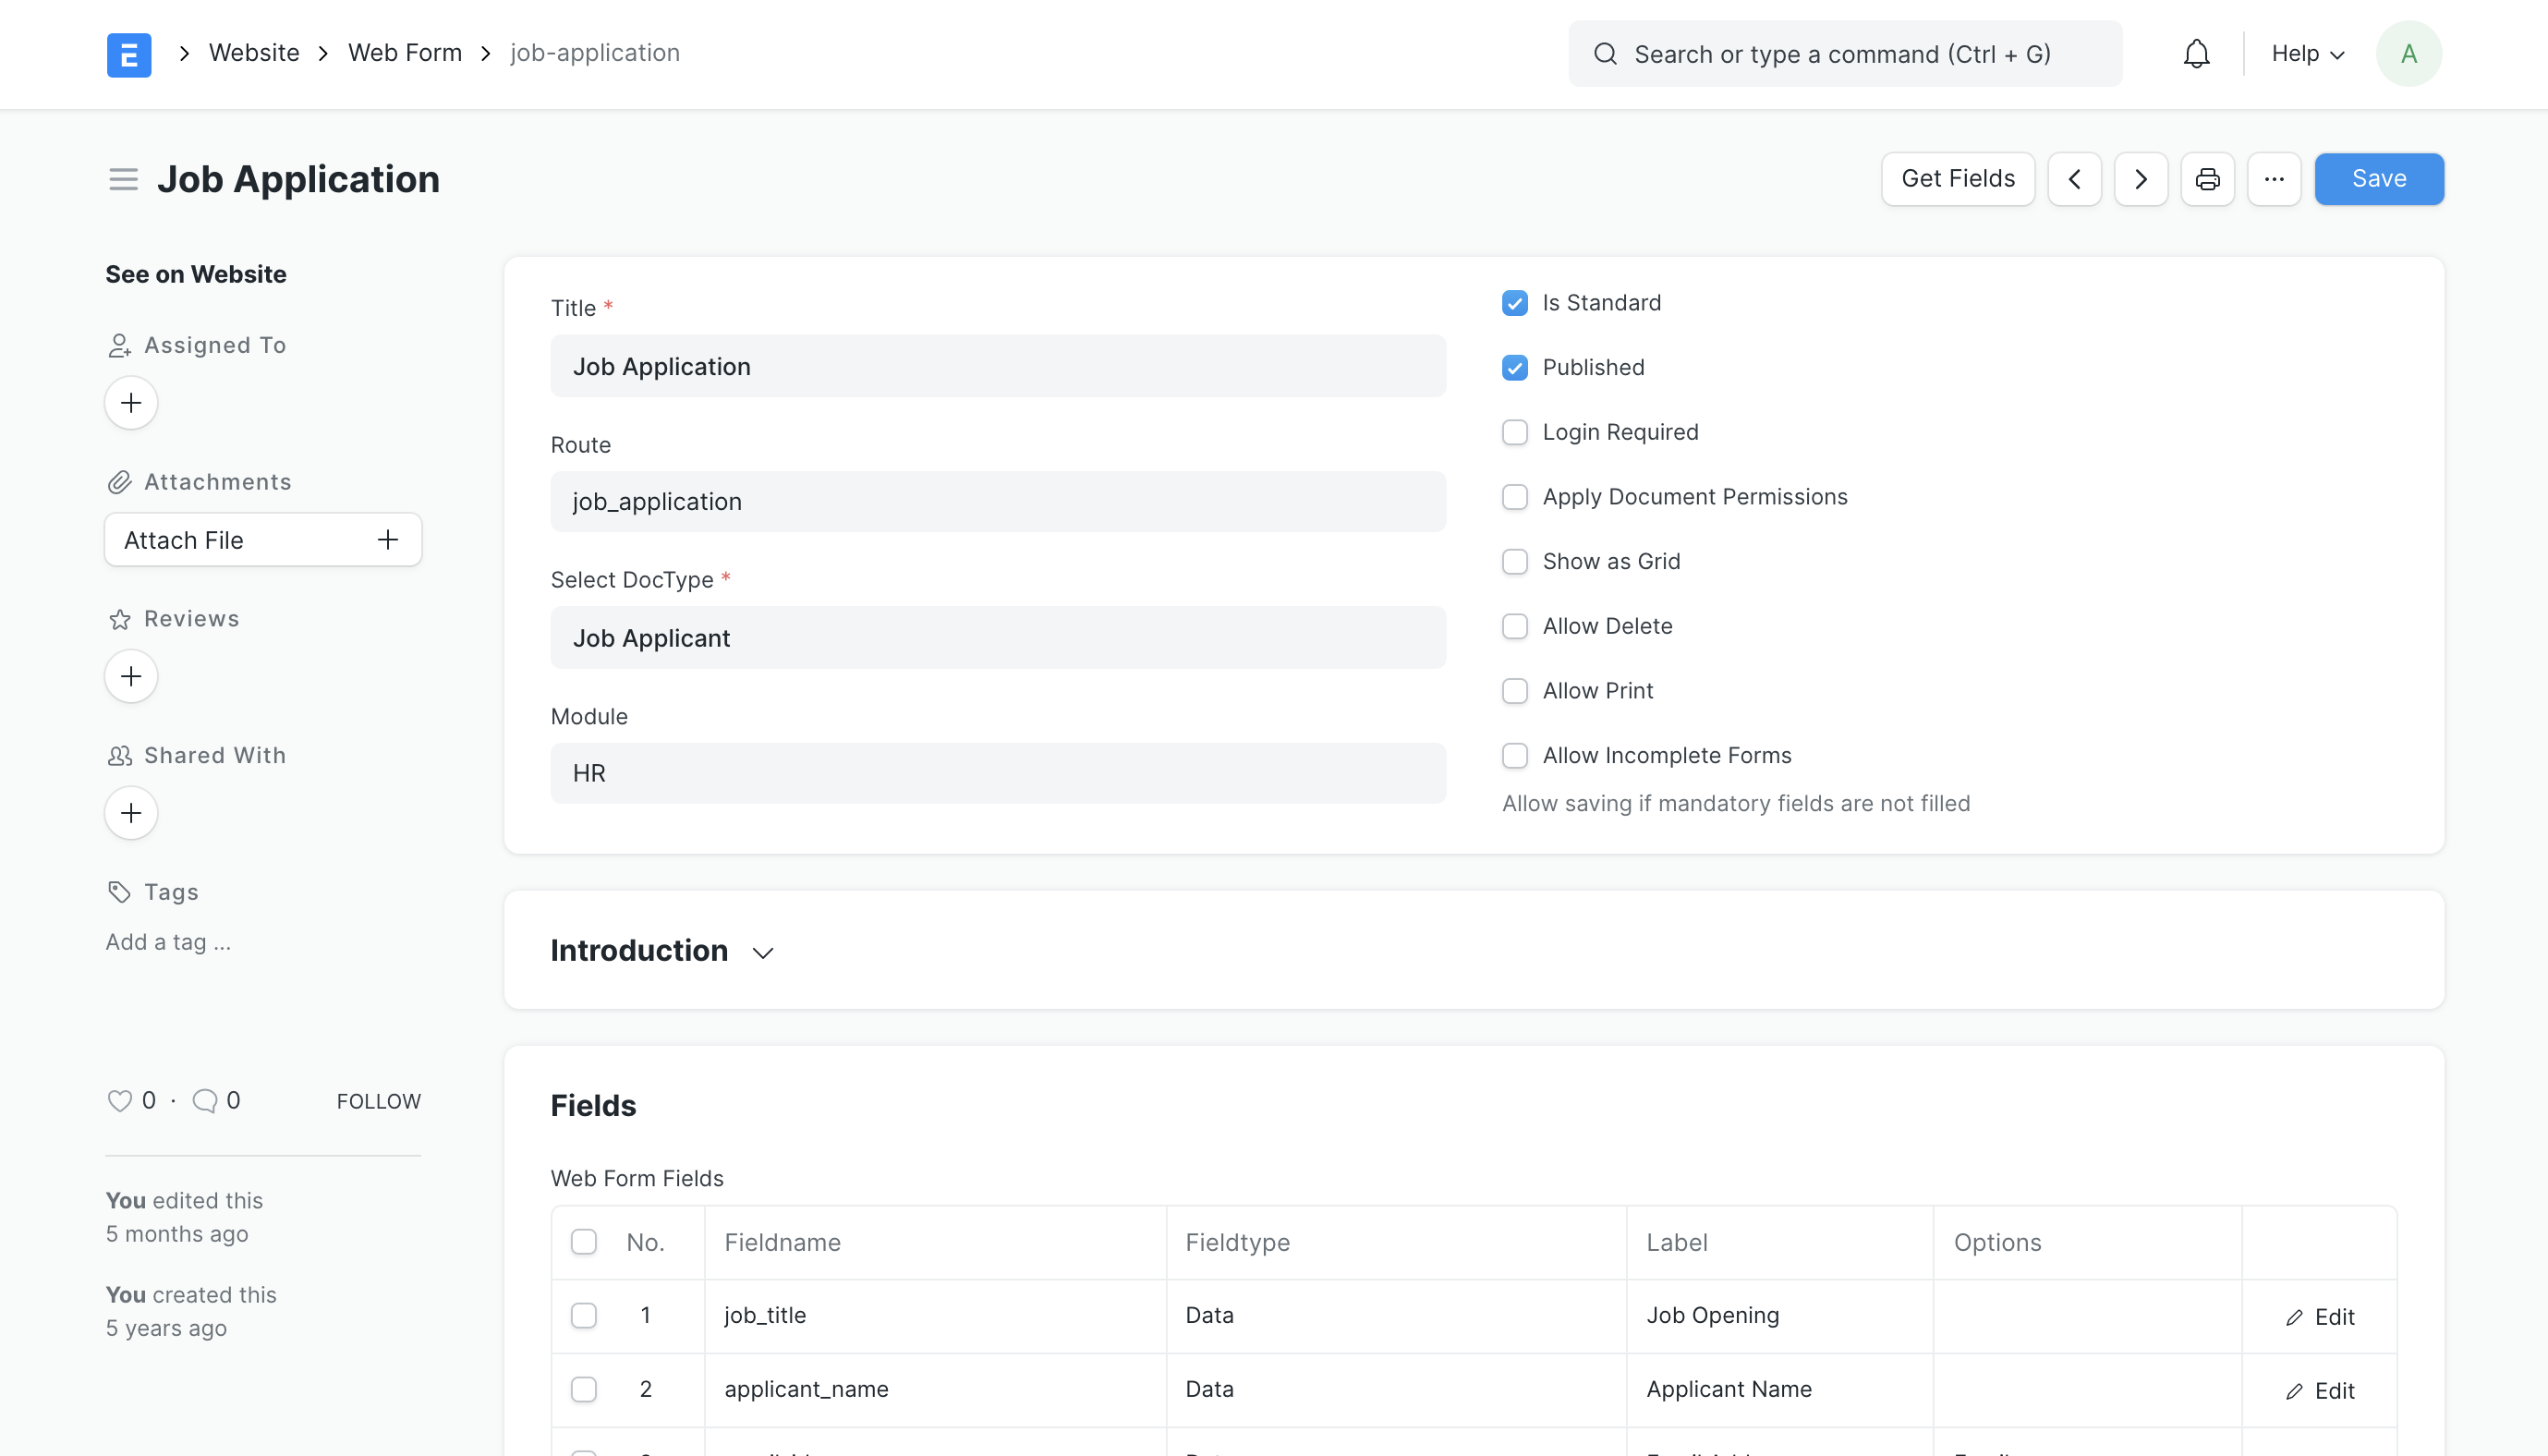 E
Website
Web Form
job-application
Search or type a command (Ctrl + G)
Help
A
Job Application
Get Fields
Save
See on Website
Assigned To
Attachments
Attach File
Reviews
Shared With
Tags
Add a tag ...
0 · 0
FOLLOW
You edited this
5 months ago
You created this
5 years ago
Title *
Job Application
Route
job_application
Select DocType *
Job Applicant
Module
HR
Is Standard
Published
Login Required
Apply Document Permissions
Show as Grid
Allow Delete
Allow Print
Allow Incomplete Forms
Allow saving if mandatory fields are not filled
Introduction
Fields
Web Form Fields
No. Fieldname Fieldtype Label Options
1 job_title Data Job Opening Edit
2 applicant_name Data Applicant Name Edit